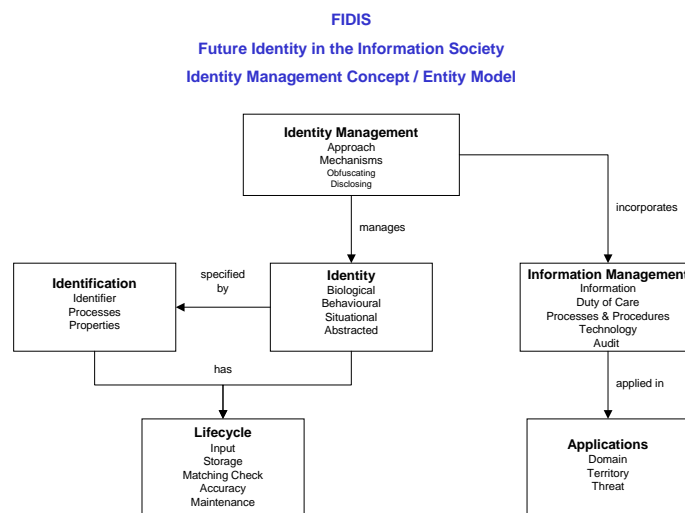 FIDIS
Future Identity in the Information Society
Identity Management Concept / Entity Model
Identity Management
Approach
Mechanisms
Obfuscating
Disclosing
manages
incorporates
Identification
Identifier
Processes
Properties
specified
by
Identity
Biological
Behavioural
Situational
Abstracted
Information Management
Information
Duty of Care
Processes & Procedures
Technology
Audit
has
applied in
Lifecycle
Input
Storage
Matching Check
Accuracy
Maintenance
Applications
Domain
Territory
Threat